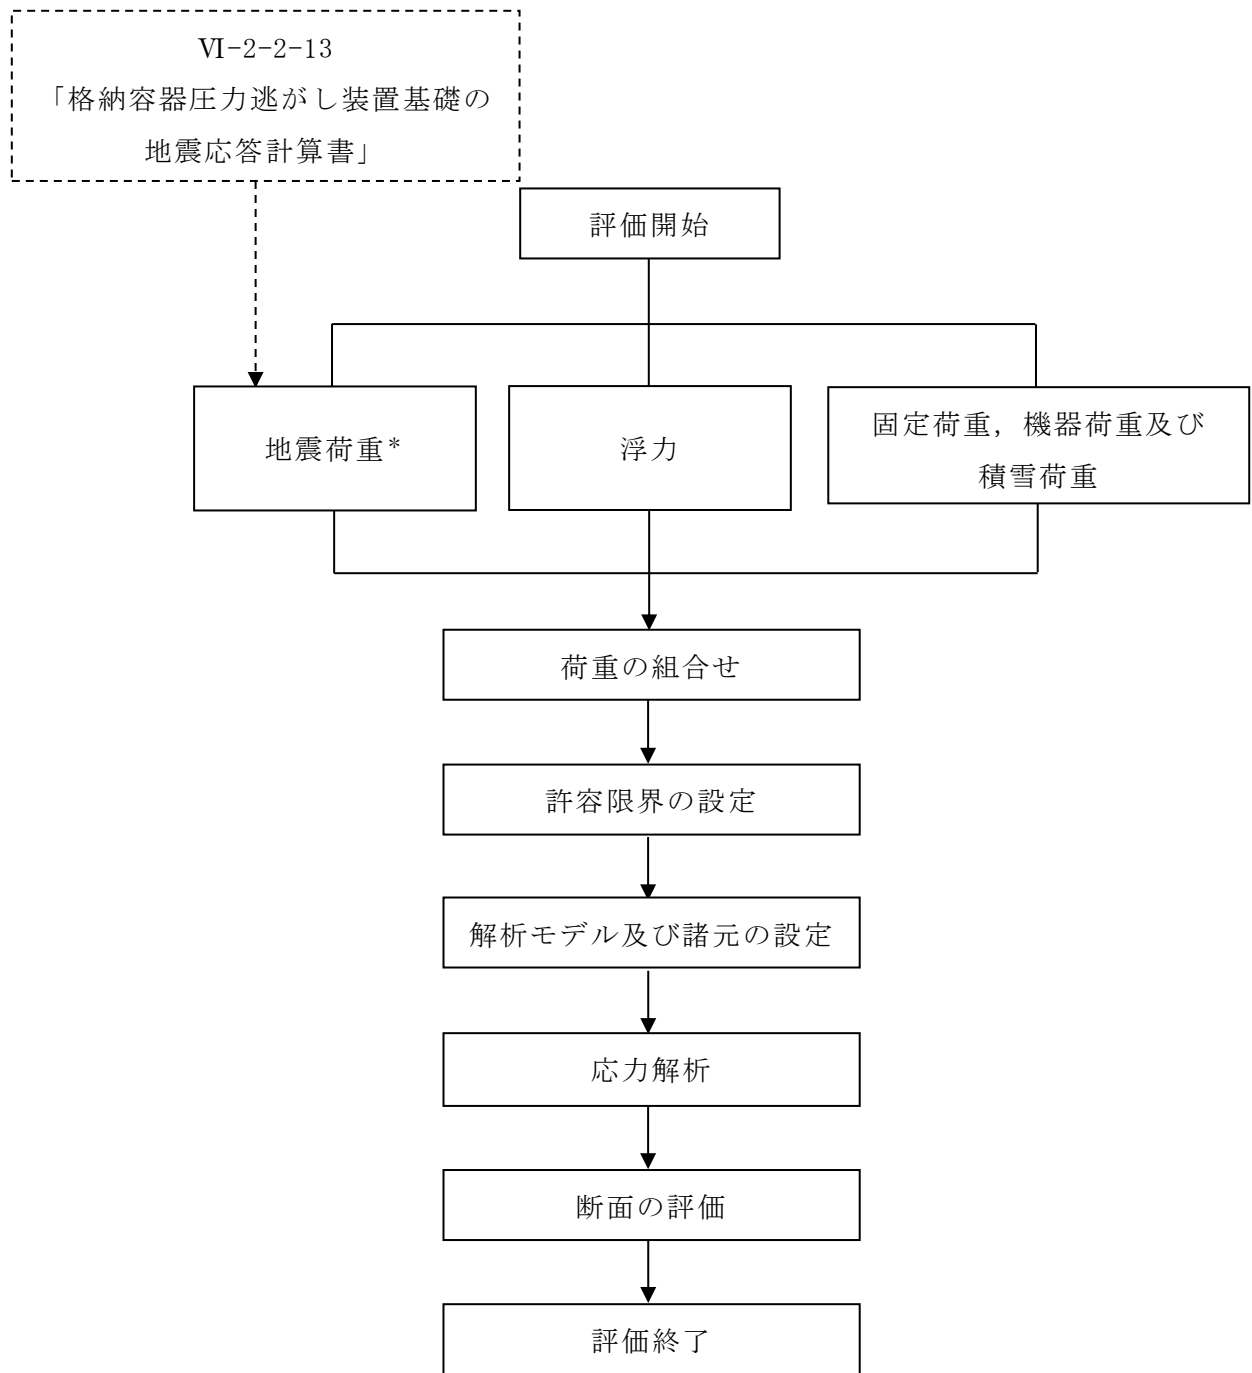 Ⅵ-2-2-13
「格納容器圧力逃がし装置基礎の
地震応答計算書」
評価開始
地震荷重*
浮力
固定荷重，機器荷重及び
積雪荷重
荷重の組合せ
許容限界の設定
解析モデル及び諸元の設定
応力解析
断面の評価
評価終了